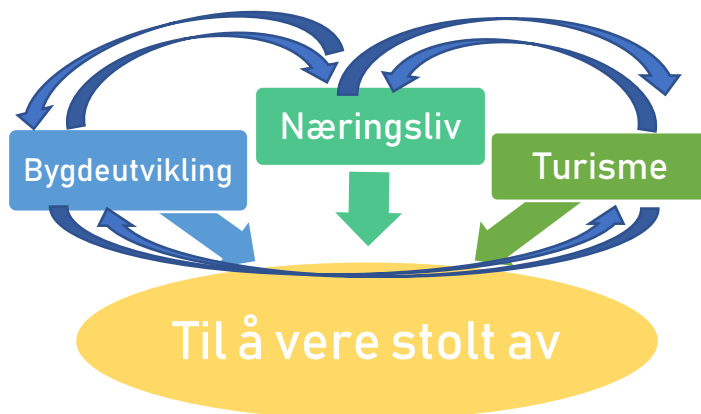 Næringsliv
Bygdeutvikling
Turisme
Til å vere stolt av